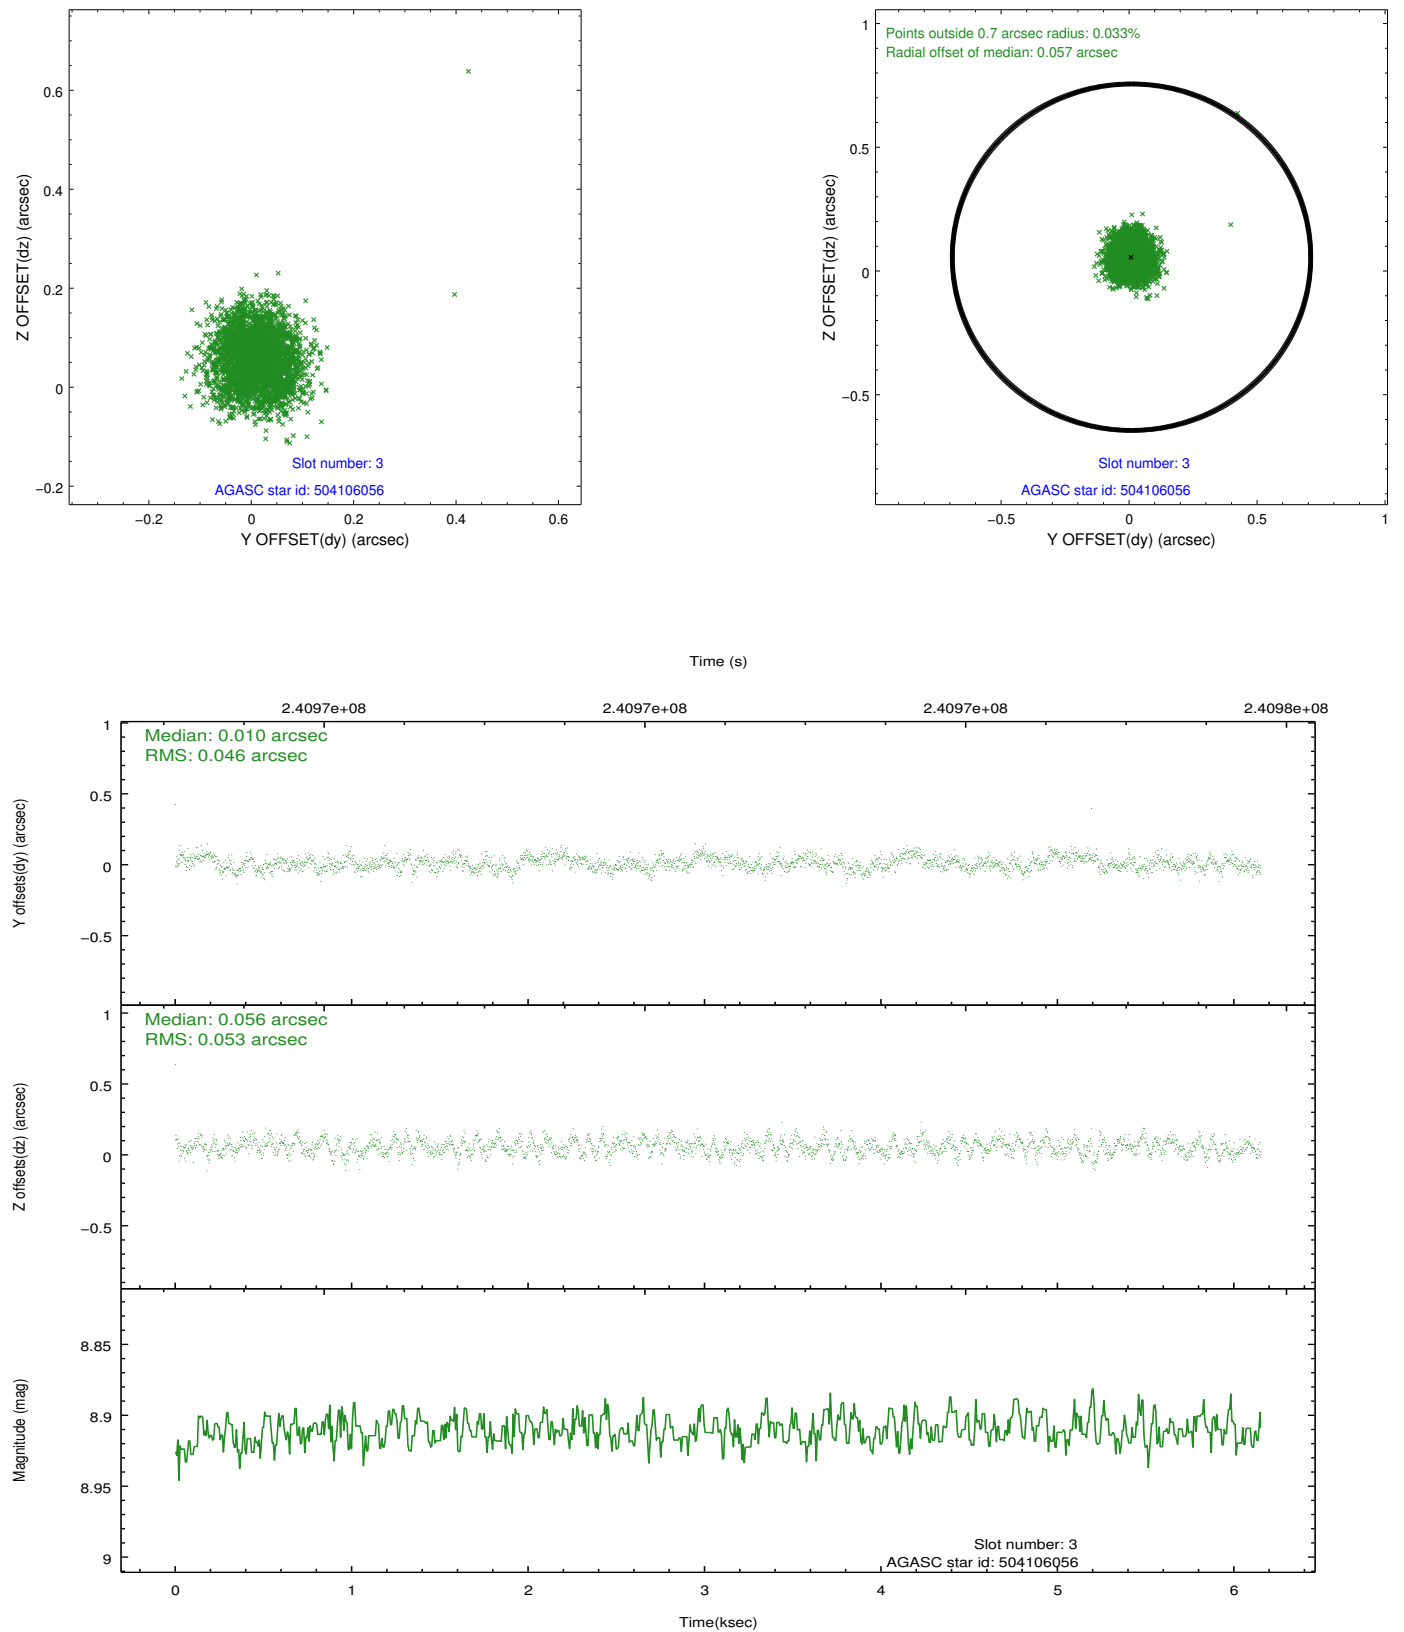 0.6
0.4
0.2
0
−0.2
−0.2
0
0.2
0.4
0.6
Z OFFSET(dz) (arcsec)
Y OFFSET(dy) (arcsec)
Slot number: 3
AGASC star id: 504106056
Points outside 0.7 arcsec radius: 0.033%
Radial offset of median: 0.057 arcsec
1
0.5
0
−0.5
−0.5
0
0.5
1
Z OFFSET(dz) (arcsec)
Y OFFSET(dy) (arcsec)
Slot number: 3
AGASC star id: 504106056
Time (s)
2.4097e+08
2.4097e+08
2.4097e+08
2.4098e+08
Median: 0.010 arcsec
RMS: 0.046 arcsec
1
0.5
0
−0.5
Y offsets(dy) (arcsec)
Median: 0.056 arcsec
RMS: 0.053 arcsec
1
0.5
0
−0.5
Z offsets(dz) (arcsec)
8.85
8.9
8.95
9
Magnitude (mag)
Slot number: 3
AGASC star id: 504106056
0
1
2
3
4
5
6
Time(ksec)